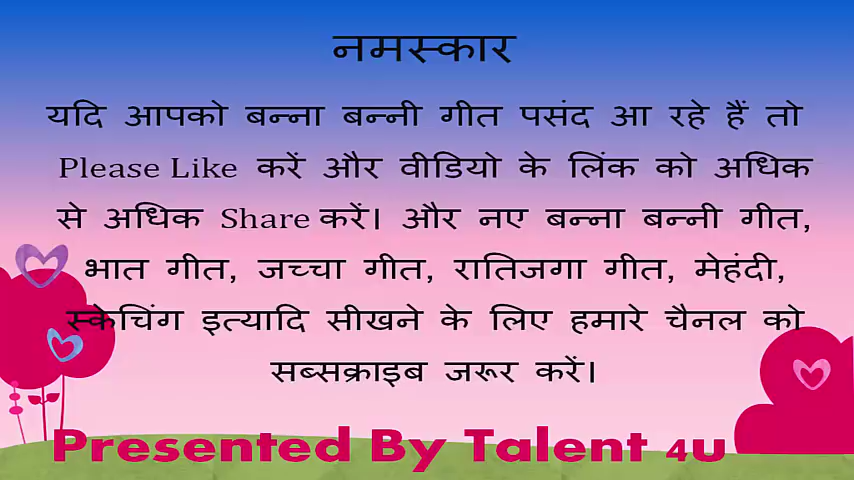 नमस्कार
यदि आपको बन्ना बन्नी गीत पसंद आ रहे हैं तो
Please Like करें और वीडियो के लिंक को अधिक
से अधिक Share करें। और नए बन्ना बन्नी गीत,
भात गीत, जच्चा गीत, रातिजगा गीत, मेहंदी,
स्केचिंग इत्यादि सीखने के लिए हमारे चैनल को
सब्सक्राइब जरूर करें।
Presented By Talent 4u